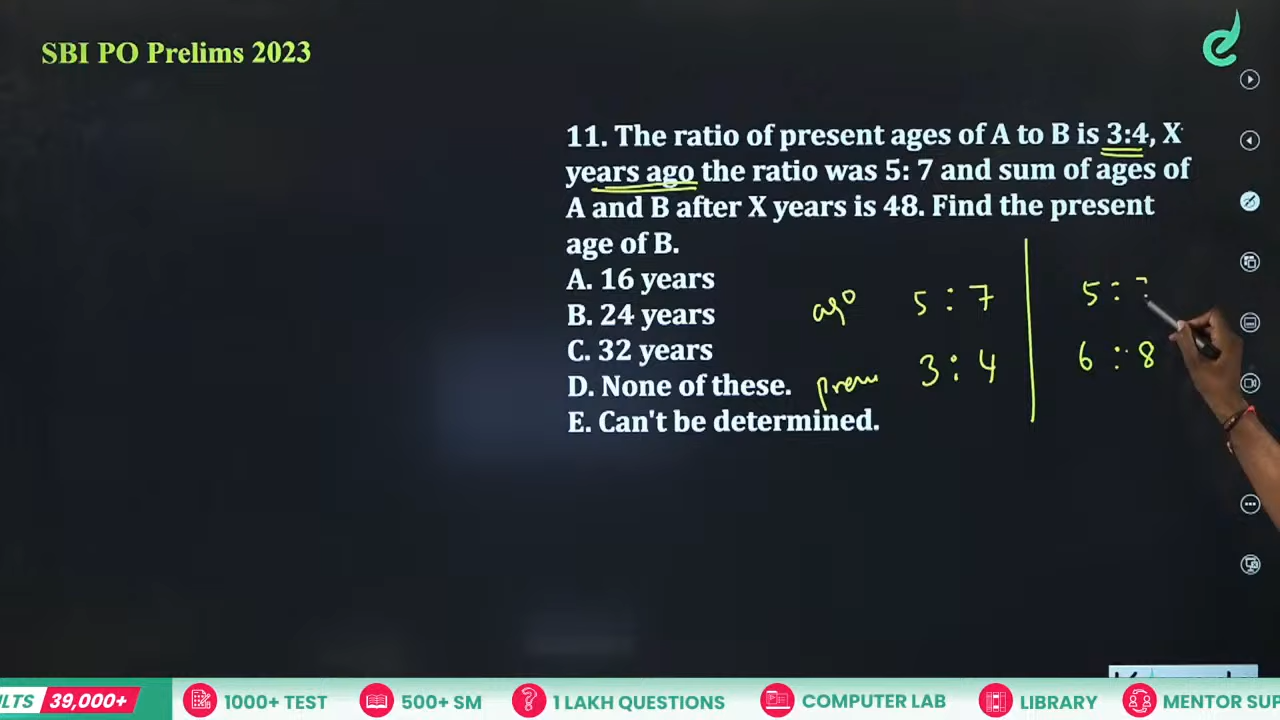 SBI PO Prelims 2023
11. The ratio of present ages of A to B is 3:4, X
years ago the ratio was 5: 7 and sum of ages of
A and B after X years is 48. Find the present
age of B.
A. 16 years
B. 24 years
C. 32 years
D. None of these.
E. Can't be determined.
ago 5 : 7
3 : 4
5 :
6 : 8
ULTS 39,000+ 1000+ TEST 500+ SM 1 LAKH QUESTIONS COMPUTER LAB LIBRARY MENTOR SUP